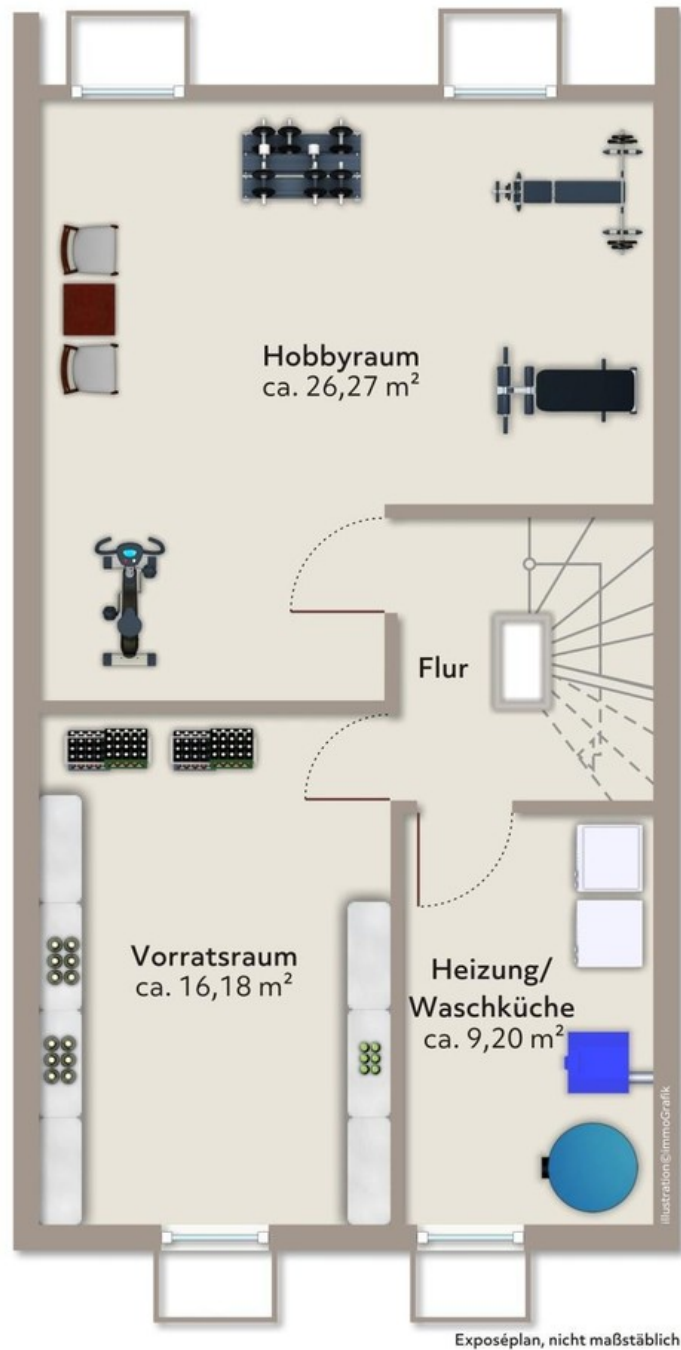 Hobbyraum
ca. 26,27 m²
Flur
Vorratsraum
ca. 16,18 m²
Heizung/
Waschküche
ca. 9,20 m²
illustration©immoGrafik
Exposéplan, nicht maßstäblich